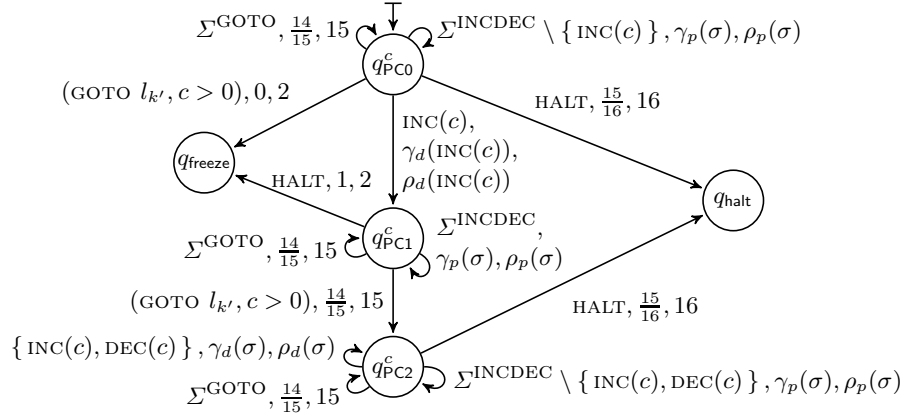 Σ^GOTO, 14/15, 15
Σ^INCDEC \ { INC(c) }, γ_p(σ), ρ_p(σ)
q^c_PC0
(GOTO l_k′, c > 0), 0, 2
HALT, 15/16, 16
INC(c),
γ_d(INC(c)),
ρ_d(INC(c))
q_freeze
HALT, 1, 2
q_halt
Σ^INCDEC,
γ_p(σ), ρ_p(σ)
q^c_PC1
Σ^GOTO, 14/15, 15
(GOTO l_k′, c > 0), 14/15, 15
HALT, 15/16, 16
{ INC(c), DEC(c) }, γ_d(σ), ρ_d(σ)
q^c_PC2
Σ^GOTO, 14/15, 15
Σ^INCDEC \ { INC(c), DEC(c) }, γ_p(σ), ρ_p(σ)